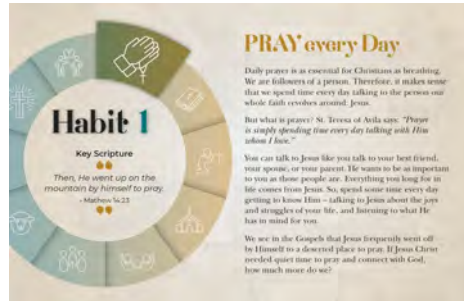 Habit 1
Key Scripture
Then, He went up on the
mountain by himself to pray.
- Mathew 14:23
PRAY every Day
Daily prayer is as essential for Christians as breathing.
We are followers of a person. Therefore, it makes sense
that we spend time every day talking to the person our
whole faith revolves around: Jesus.
But what is prayer? St. Teresa of Avila says, "Prayer
is simply spending time every day talking with Him
whom I love."
You can talk to Jesus like you talk to your best friend,
your spouse, or your parent. He wants to be as important
to you as those people are. Everything you long for in
life comes from Jesus. So, spend some time every day
getting to know Him – talking to Jesus about the joys
and struggles of your life, and listening to what He
has in mind for you.
We see in the Gospels that Jesus frequently went off
by Himself to a deserted place to pray. If Jesus Christ
needed quiet time to pray and connect with God,
how much more do we?